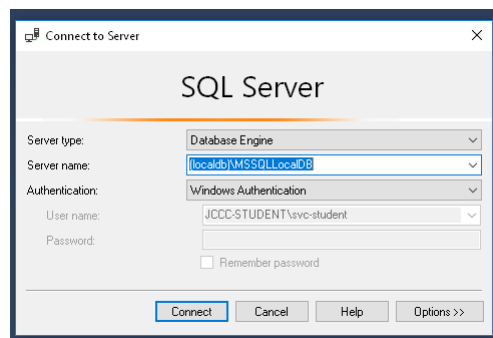 Connect to Server
SQL Server
Server type: Database Engine
Server name: (localdb)\MSSQLLocalDB
Authentication: Windows Authentication
User name: JCCC-STUDENT\svc-student
Password:
Remember password
Connect Cancel Help Options >>